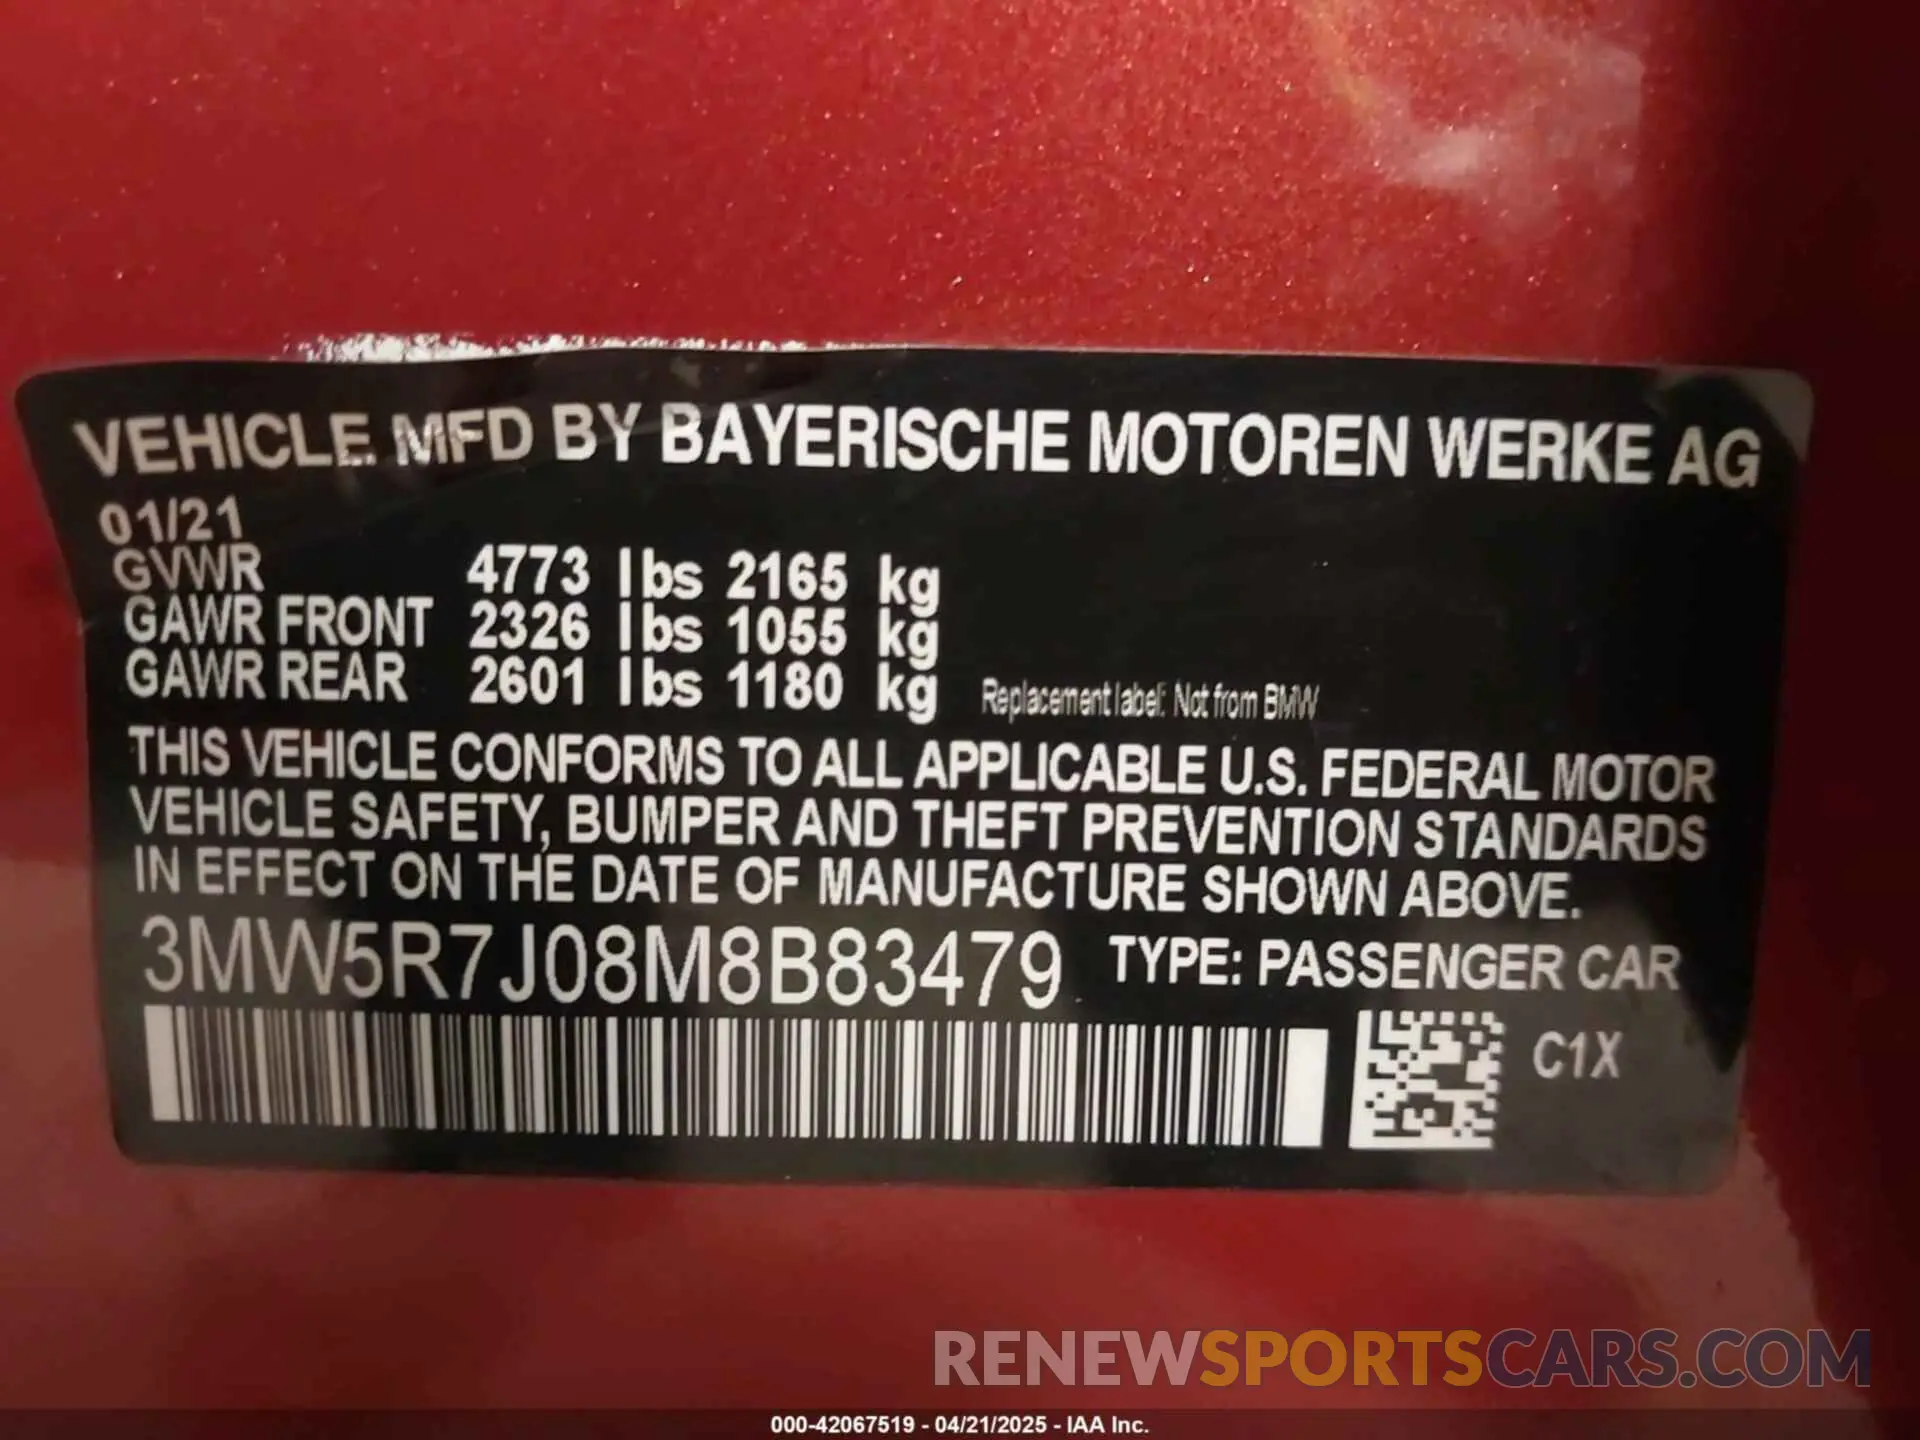 VEHICLE MFD BY BAYERISCHE MOTOREN WERKE AG
01/21
GVWR 4773 lbs 2165 kg
GAWR FRONT 2326 lbs 1055 kg
GAWR REAR 2601 lbs 1180 kg Replacement label: Not from BMW
THIS VEHICLE CONFORMS TO ALL APPLICABLE U.S. FEDERAL MOTOR
VEHICLE SAFETY, BUMPER AND THEFT PREVENTION STANDARDS
IN EFFECT ON THE DATE OF MANUFACTURE SHOWN ABOVE.
3MW5R7J08M8B83479 TYPE: PASSENGER CAR
C1X
RENEWSPORTSCARS.COM
000-42067519 - 04/21/2025 - IAA Inc.